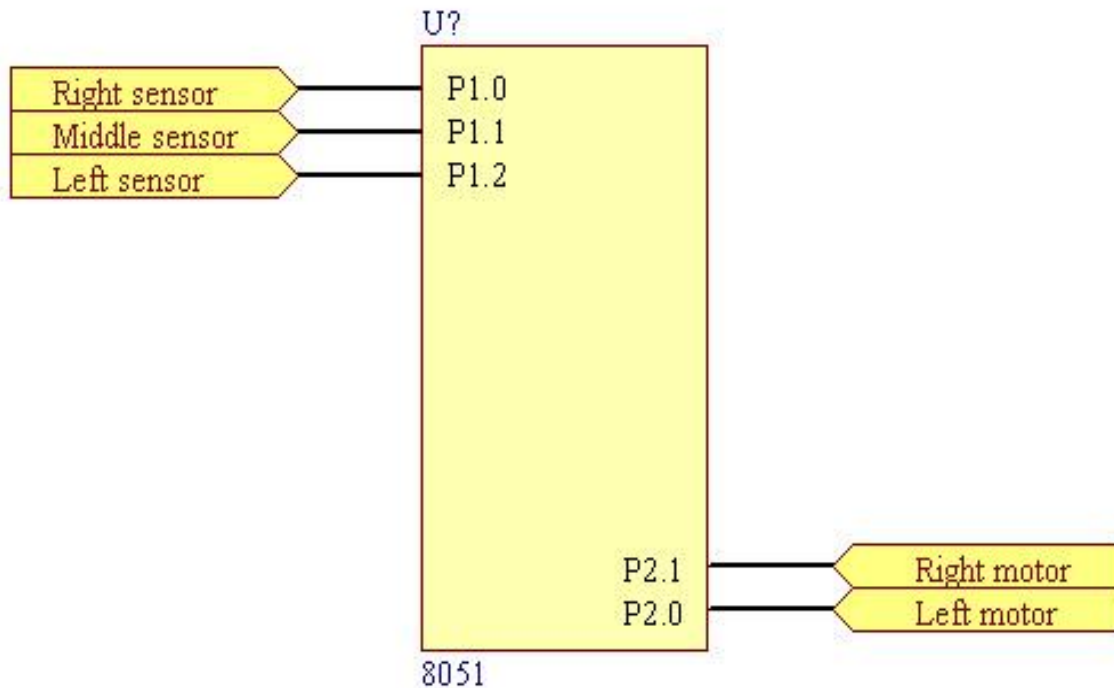 U?
Right sensor P1.0
Middle sensor P1.1
Left sensor P1.2
P2.1 Right motor
P2.0 Left motor
8051